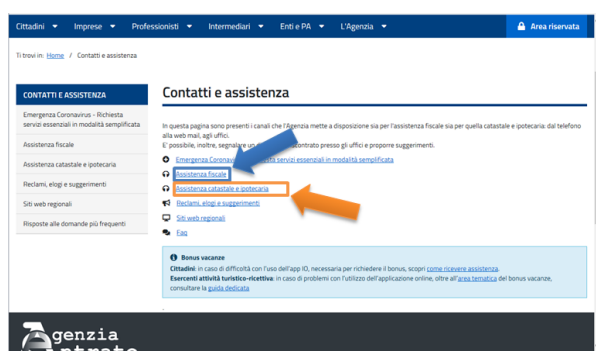 Cittadini Imprese Professionisti Intermediari Enti e PA L'Agenzia Area riservata
Ti trovi in: Home / Contatti e assistenza
CONTATTI E ASSISTENZA
Emergenza Coronavirus - Richiesta
servizi essenziali in modalità semplificata
Assistenza fiscale
Assistenza catastale e ipotecaria
Reclami, elogi e suggerimenti
Siti web regionali
Risposte alle domande più frequenti
Contatti e assistenza
In questa pagina sono presenti i canali che l'Agenzia mette a disposizione sia per l'assistenza fiscale sia per quella catastale e ipotecaria: dal telefono
alla web mail, agli uffici.
E' possibile, inoltre, segnalare un riscontrato presso gli uffici e proporre suggerimenti.
Emergenza Coronavirus servizi essenziali in modalità semplificata
Assistenza fiscale
Assistenza catastale e ipotecaria
Reclami, elogi e suggerimenti
Siti web regionali
Faq
Bonus vacanze
Cittadini: in caso di difficoltà con l'uso dell'app IO, necessaria per richiedere il bonus, scopri come ricevere assistenza.
Esercenti attività turistico-ricettiva: in caso di problemi con l'utilizzo dell'applicazione online, oltre all'area tematica del bonus vacanze,
consultare la guida dedicata
Agenzia